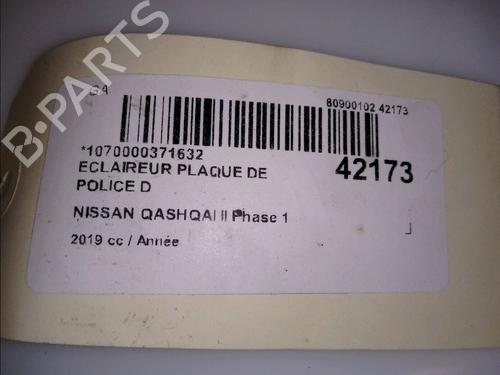 B-PARTS
80900102 42173
*1070000371632
42173
ECLAIREUR PLAQUE DE
POLICE D
NISSAN QASHQAI II Phase 1
2019 cc / Année